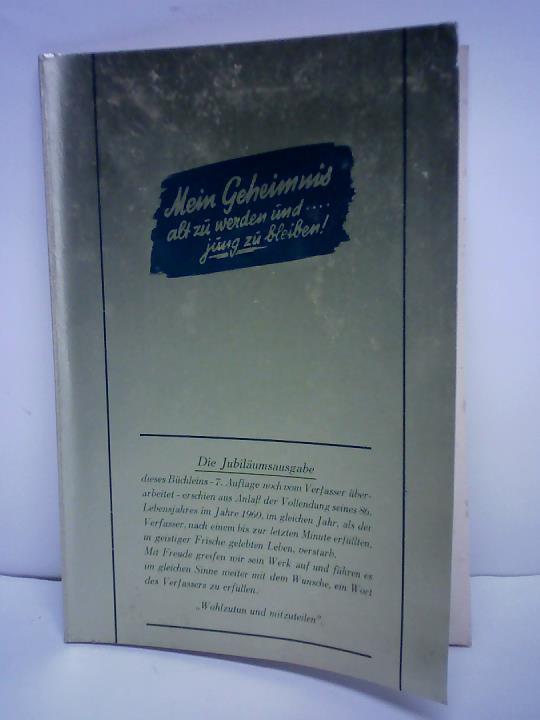 Mein Geheimnis
alt zu werden und....
jung zu bleiben!
Die Jubiläumsausgabe
dieses Büchleins - 7. Auflage noch vom Verfasser über-
arbeitet - erschien aus Anlaß der Vollendung seines 86.
Lebensjahres im Jahre 1960, im gleichen Jahr, als der
Verfasser, nach einem bis zur letzten Minute erfüllten,
in geistiger Frische gelebten Leben, verstarb.
Mit Freude greifen wir sein Werk auf und führen es
im gleichen Sinne weiter mit dem Wunsche, ein Wort
des Verfassers zu erfüllen.
„Wohlzutun und mitzuteilen".